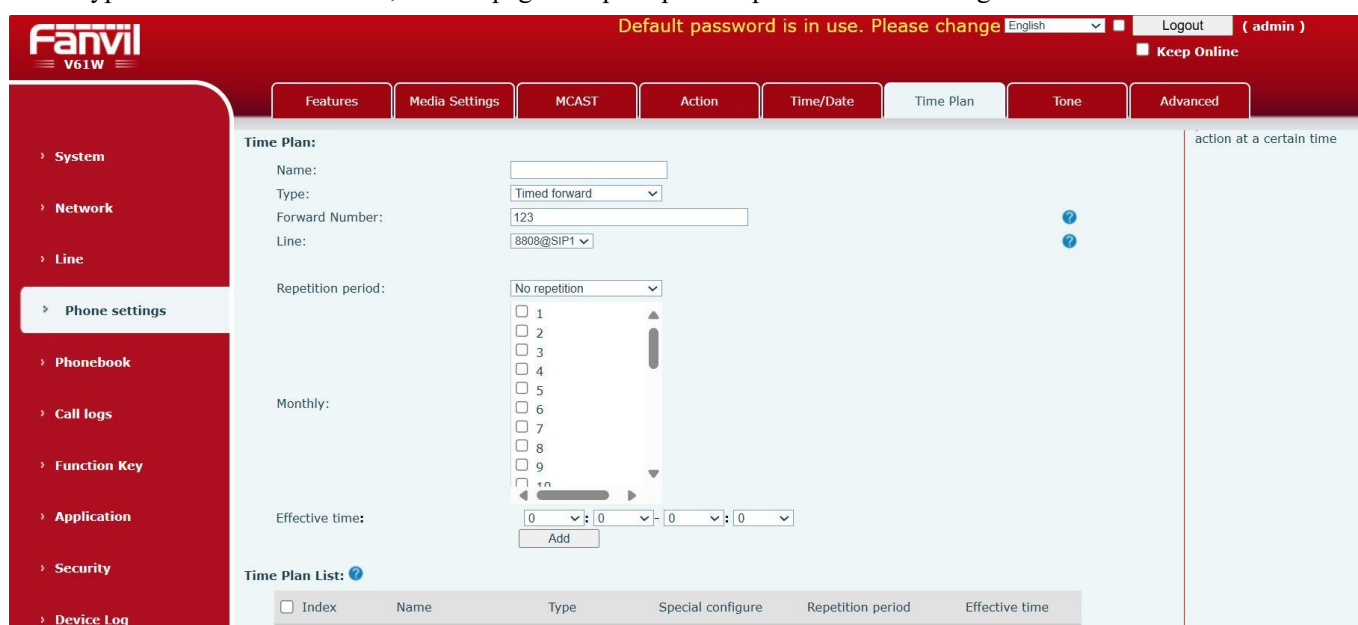 Default password is in use. Please change English Logout ( admin )
Fanvil
V61W
Keep Online
Features Media Settings MCAST Action Time/Date Time Plan Tone Advanced
action at a certain time
› System
› Network
› Line
› Phone settings
› Phonebook
› Call logs
› Function Key
› Application
› Security
› Device Log
Time Plan:
Name:
Type: Timed forward
Forward Number: 123
Line: 8808@SIP1
Repetition period: No repetition
Monthly:
1
2
3
4
5
6
7
8
9
10
Effective time: 0 : 0 - 0 : 0
Add
Time Plan List:
Index Name Type Special configure Repetition period Effective time